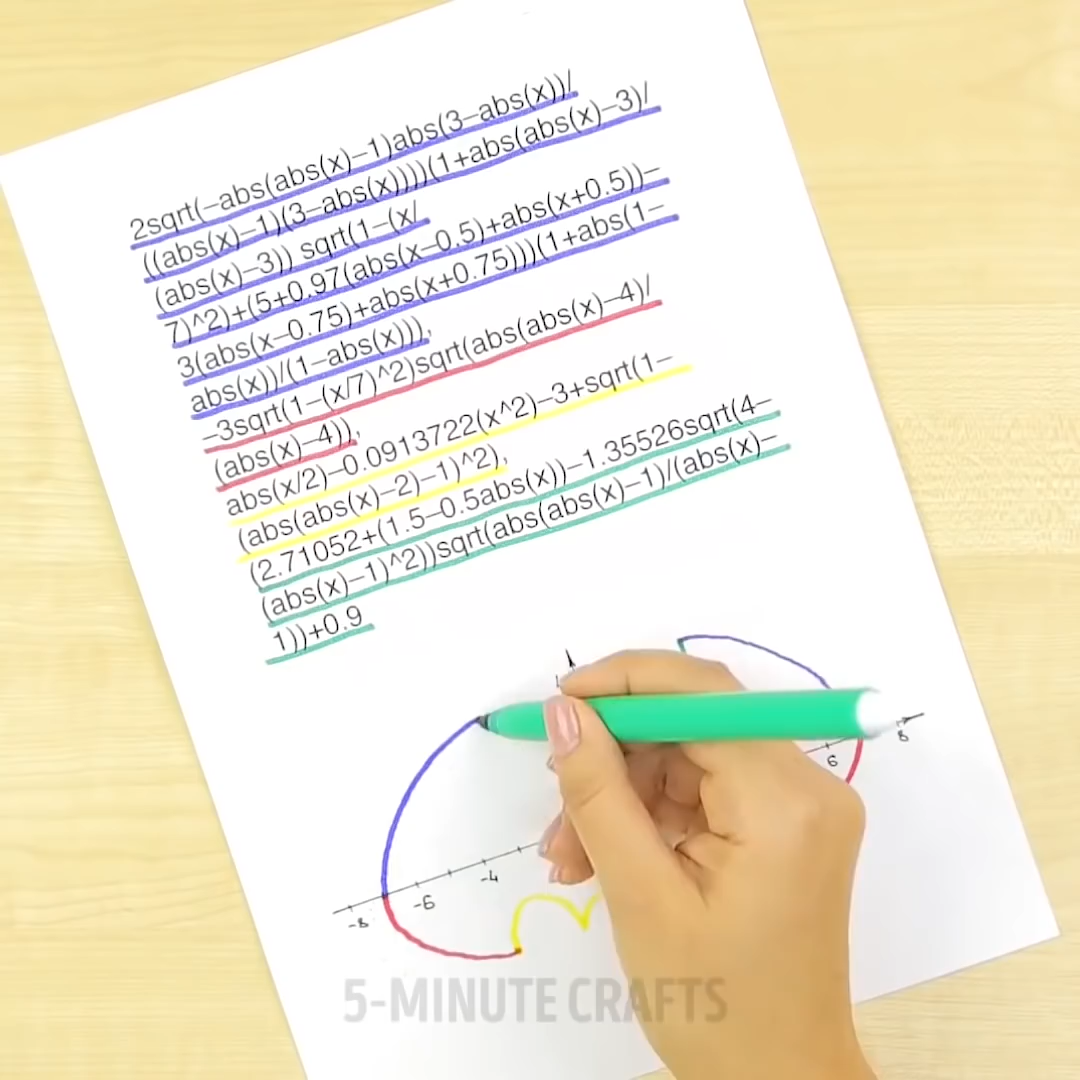 2sqrt(–abs(abs(x)–1)abs(3–abs(x))/
((abs(x)–1)(3–abs(x))))(1+abs(abs(x)–3)/
(abs(x)–3)) sqrt(1–(x/
7)^2)+(5+0.97(abs(x–0.5)+abs(x+0.5))–
3(abs(x–0.75)+abs(x+0.75)))(1+abs(1–
abs(x))/(1–abs(x))),
–3sqrt(1–(x/7)^2)sqrt(abs(abs(x)–4)/
(abs(x)–4)),
abs(x/2)–0.0913722(x^2)–3+sqrt(1–
(abs(abs(x)–2)–1)^2),
(2.71052+(1.5–0.5abs(x))–1.35526sqrt(4–
(abs(x)–1)^2))sqrt(abs(abs(x)–1)/(abs(x)–
1))+0.9
–8 –6 –4 6 8
5-MINUTE CRAFTS